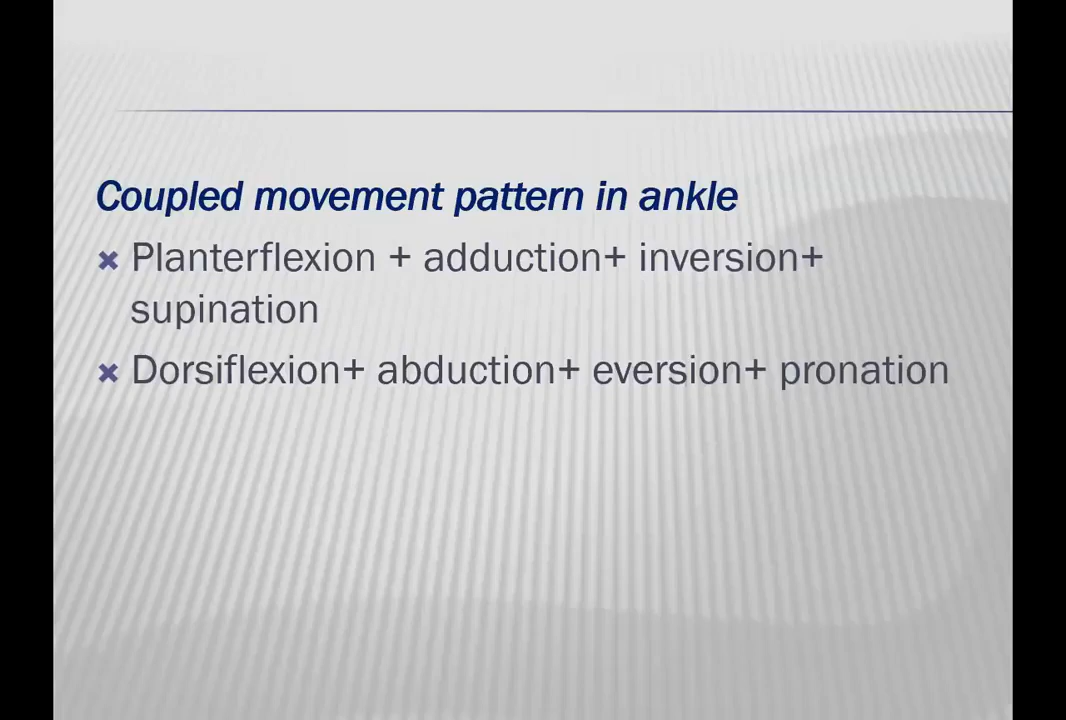 Coupled movement pattern in ankle
Planterflexion + adduction+ inversion+
supination
Dorsiflexion+ abduction+ eversion+ pronation